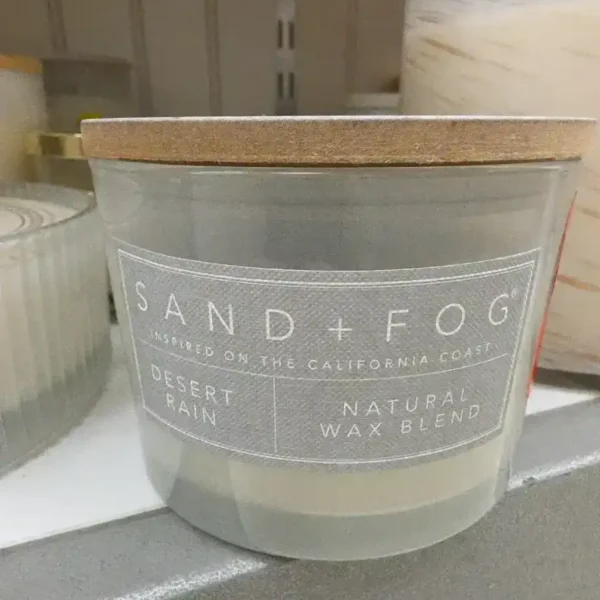 SAND + FOG®
INSPIRED ON THE CALIFORNIA COAST
DESERT
RAIN
NATURAL
WAX BLEND